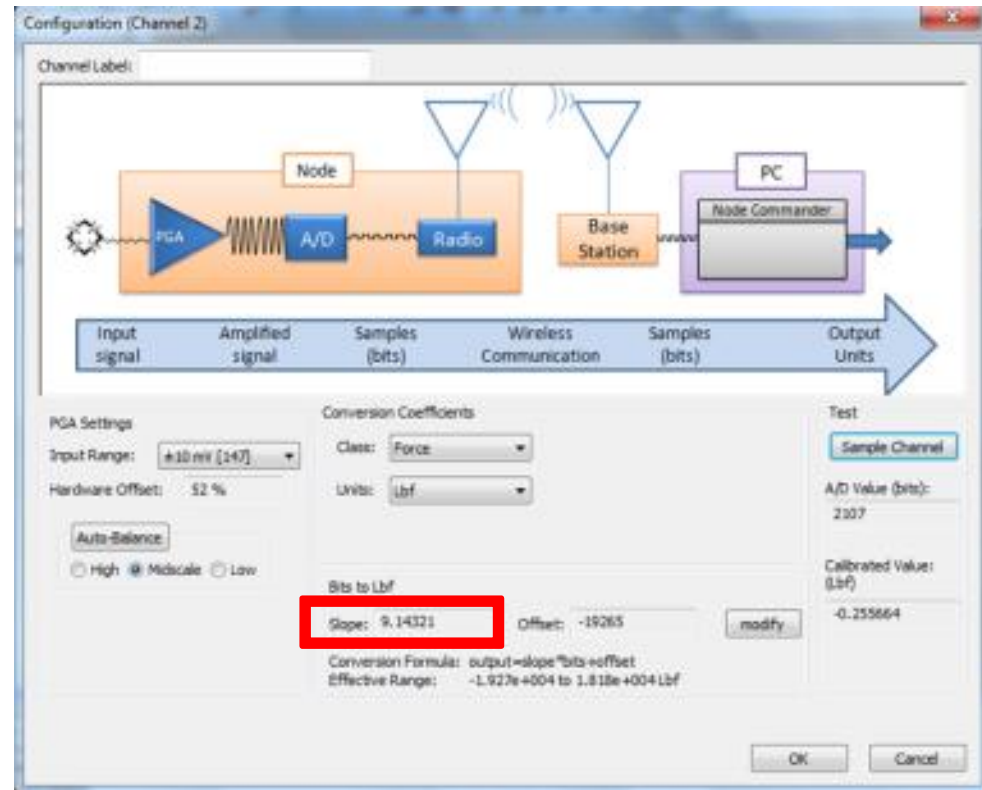 Configuration (Channel 2)
Channel Label:
Node
PC
Node Commander
PGA
A/D
Radio
Base
Station
Input
signal
Amplified
signal
Samples
(bits)
Wireless
Communication
Samples
(bits)
Output
Units
PGA Settings
Input Range: ±10 mV [147]
Hardware Offset: 52 %
Auto-Balance
High Midscale Low
Conversion Coefficients
Class: Force
Units: Lbf
Bits to Lbf
Slope: 9.14321 Offset: -19265 modify
Conversion Formula: output=slope*bits+offset
Effective Range: -1.927e+004 to 1.818e+004 Lbf
Test
Sample Channel
A/D Value (bits):
2107
Calibrated Value:
(Lbf)
-0.255664
OK Cancel